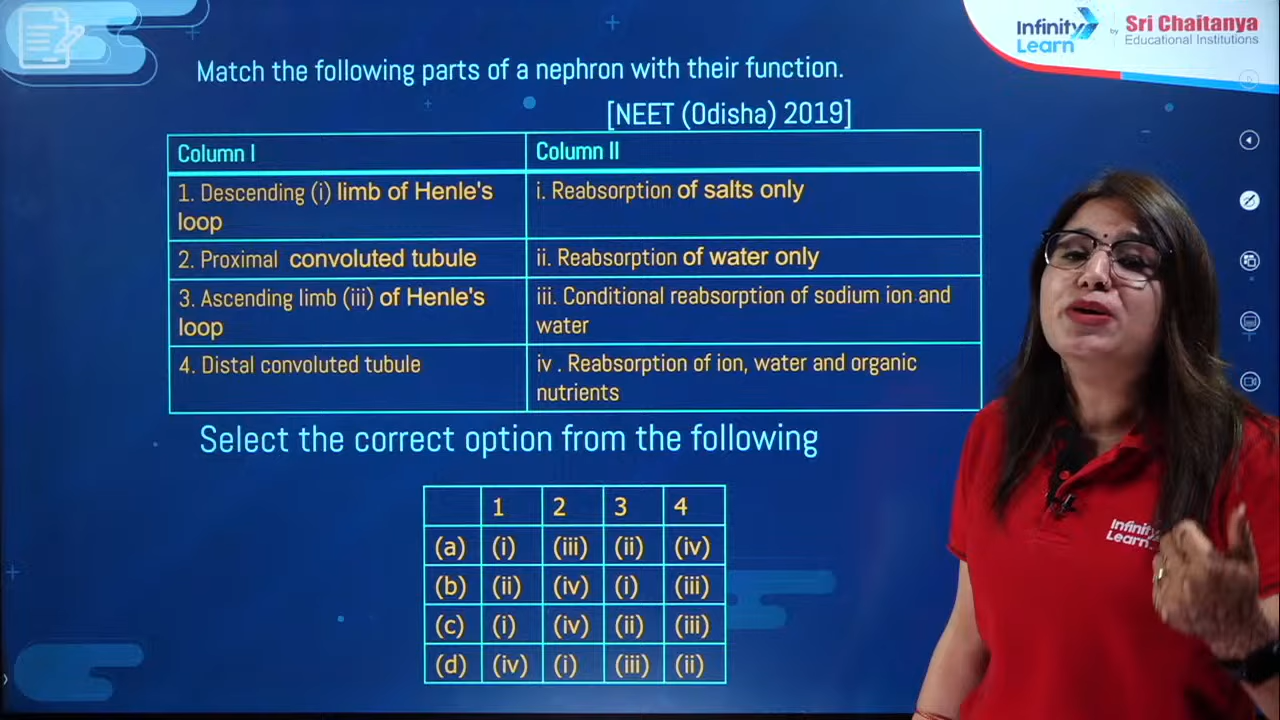 Infinity Learn by Sri Chaitanya Educational Institutions
Match the following parts of a nephron with their function.
[NEET (Odisha) 2019]
Column I
Column II
1. Descending (i) limb of Henle's
loop
i. Reabsorption of salts only
2. Proximal convoluted tubule
ii. Reabsorption of water only
3. Ascending limb (iii) of Henle's
loop
iii. Conditional reabsorption of sodium ion and
water
4. Distal convoluted tubule
iv . Reabsorption of ion, water and organic
nutrients
Select the correct option from the following
1 2 3 4
(a) (i) (iii) (ii) (iv)
(b) (ii) (iv) (i) (iii)
(c) (i) (iv) (ii) (iii)
(d) (iv) (i) (iii) (ii)
Infinity
Learn